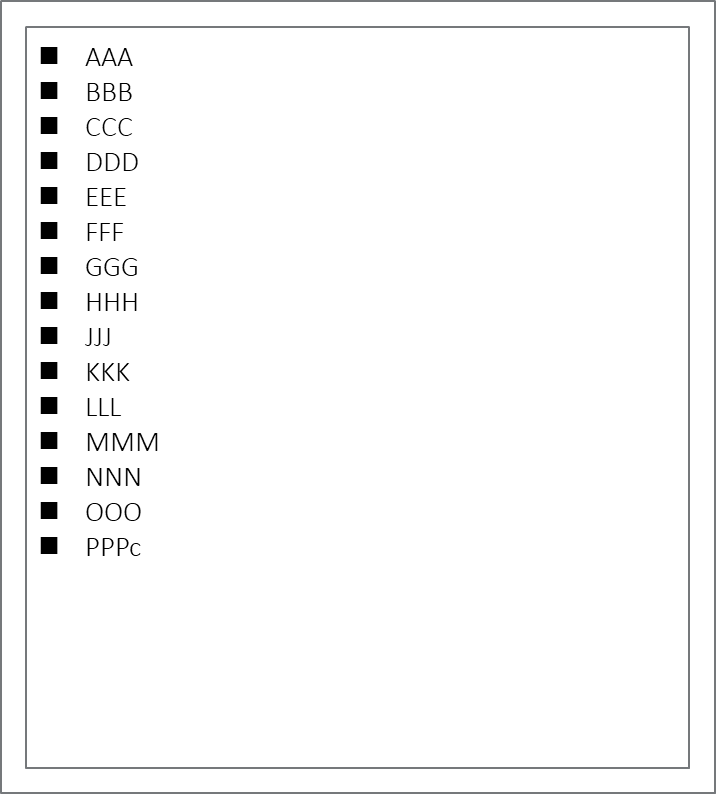 ■ AAA
■ BBB
■ CCC
■ DDD
■ EEE
■ FFF
■ GGG
■ HHH
■ JJJ
■ KKK
■ LLL
■ MMM
■ NNN
■ OOO
■ PPPc